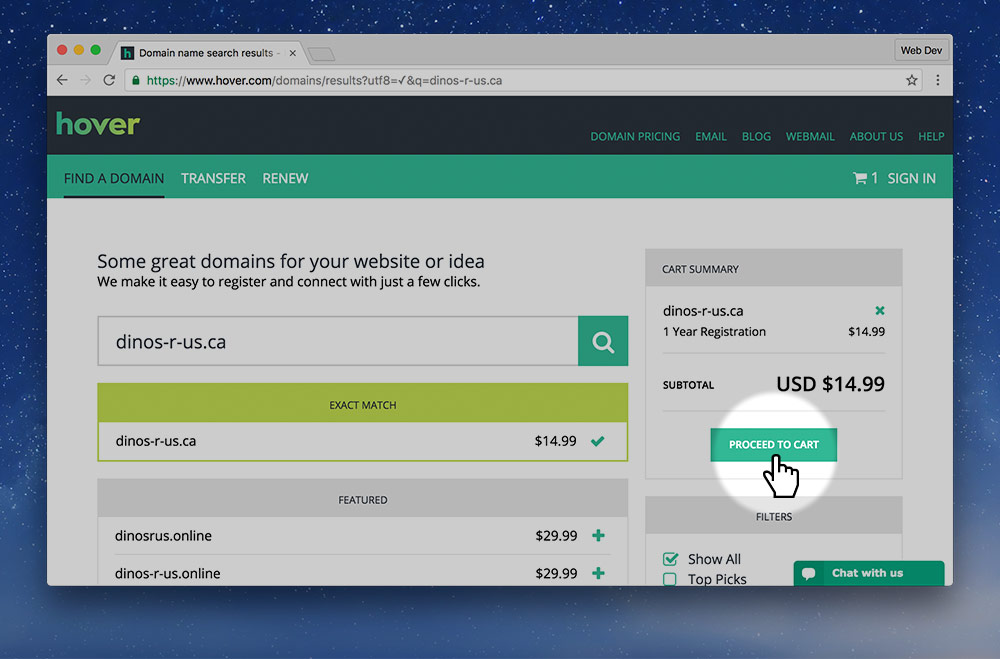 Domain name search results -
Web Dev
https://www.hover.com/domains/results?utf8=✓&q=dinos-r-us.ca
hover
DOMAIN PRICING EMAIL BLOG WEBMAIL ABOUT US HELP
FIND A DOMAIN TRANSFER RENEW 1 SIGN IN
Some great domains for your website or idea
We make it easy to register and connect with just a few clicks.
dinos-r-us.ca
EXACT MATCH
dinos-r-us.ca $14.99
FEATURED
dinosrus.online $29.99
dinos-r-us.online $29.99
CART SUMMARY
dinos-r-us.ca
1 Year Registration $14.99
SUBTOTAL USD $14.99
PROCEED TO CART
FILTERS
Show All
Top Picks
Chat with us